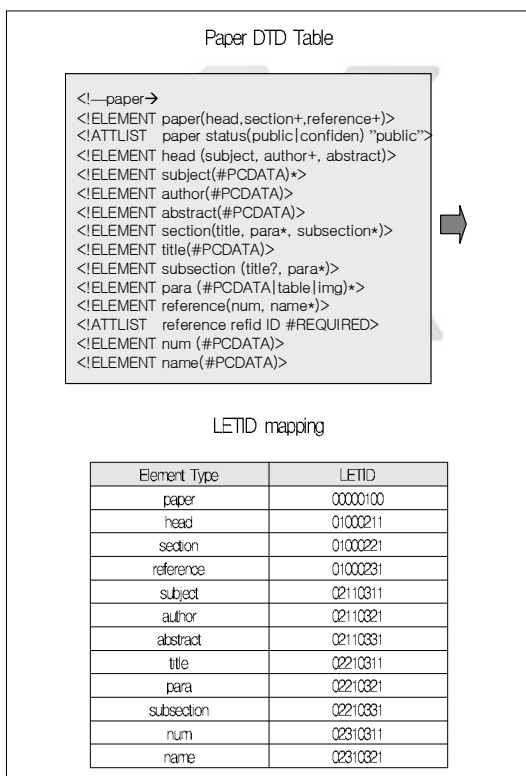 Paper DTD Table
<!—paper→
<!ELEMENT paper(head,section+,reference+)>
<!ATTLIST paper status(public|confiden) ”public”>
<!ELEMENT head (subject, author+, abstract)>
<!ELEMENT subject(#PCDATA)*>
<!ELEMENT author(#PCDATA)>
<!ELEMENT abstract(#PCDATA)>
<!ELEMENT section(title, para*, subsection*)>
<!ELEMENT title(#PCDATA)>
<!ELEMENT subsection (title?, para*)>
<!ELEMENT para (#PCDATA|table|img)*>
<!ELEMENT reference(num, name*)>
<!ATTLIST reference refid ID #REQUIRED>
<!ELEMENT num (#PCDATA)>
<!ELEMENT name(#PCDATA)>
LETID mapping
Element Type LETID
paper 00000100
head 01000211
section 01000221
reference 01000231
subject 02110311
author 02110321
abstract 02110331
title 02210311
para 02210321
subsection 02210331
num 02310311
name 02310321